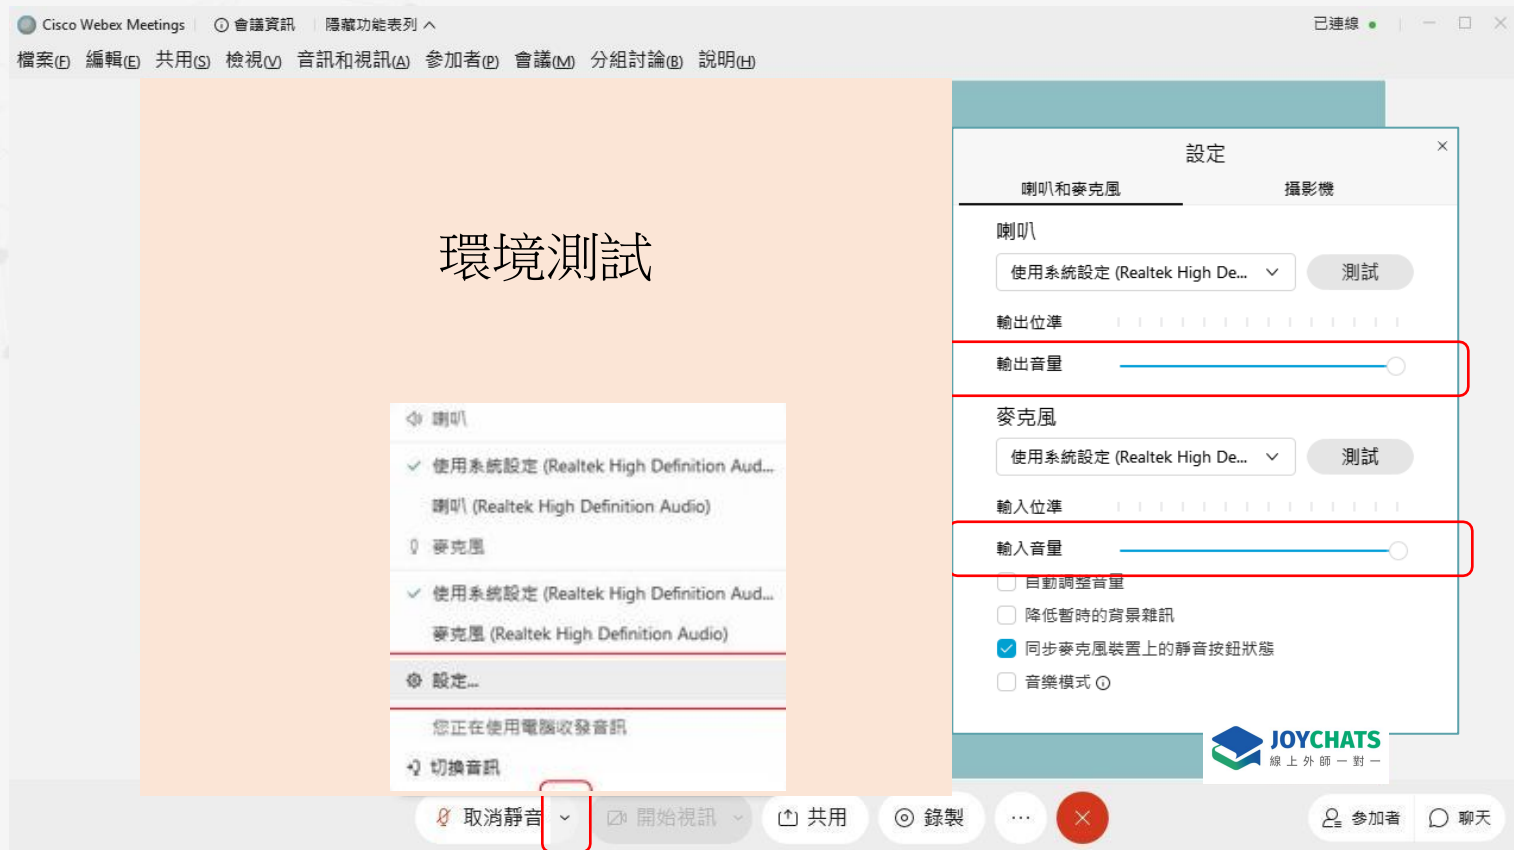 Cisco Webex Meetings
會議資訊
隱藏功能表列
已連線
檔案(F) 編輯(E) 共用(S) 檢視(V) 音訊和視訊(A) 參加者(P) 會議(M) 分組討論(B) 說明(H)
環境測試
喇叭
使用系統設定 (Realtek High Definition Aud...
喇叭 (Realtek High Definition Audio)
麥克風
使用系統設定 (Realtek High Definition Aud...
麥克風 (Realtek High Definition Audio)
設定...
您正在使用電腦收發音訊
切換音訊
設定
喇叭和麥克風
攝影機
喇叭
使用系統設定 (Realtek High De...
測試
輸出位準
輸出音量
麥克風
使用系統設定 (Realtek High De...
測試
輸入位準
輸入音量
自動調整音量
降低暫時的背景雜訊
同步麥克風裝置上的靜音按鈕狀態
音樂模式
JOYCHATS
線上外師一對一
取消靜音
開始視訊
共用
錄製
參加者
聊天